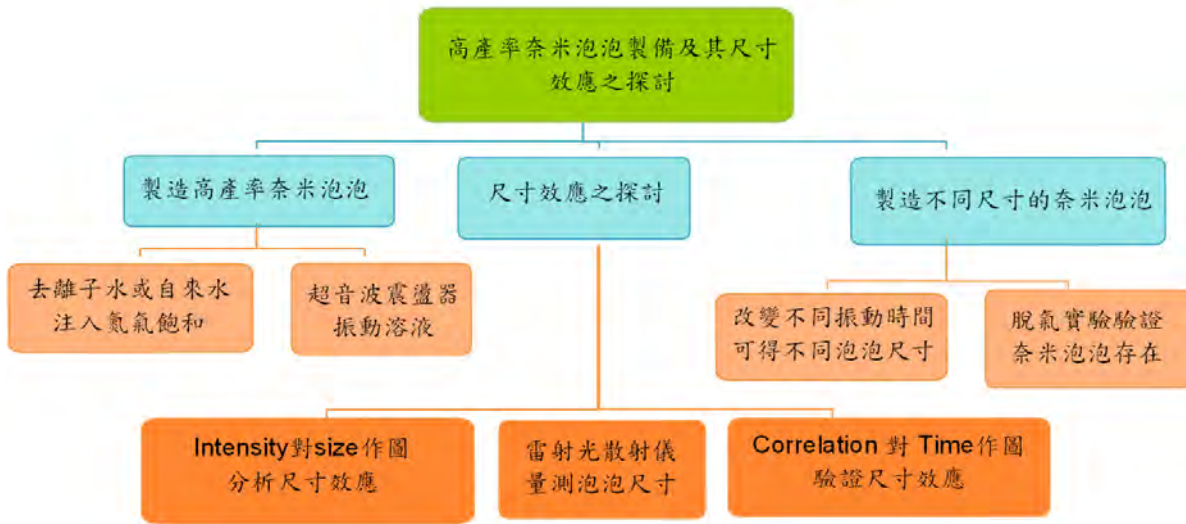 高產率奈米泡泡製備及其尺寸
效應之探討
製造高產率奈米泡泡
尺寸效應之探討
製造不同尺寸的奈米泡泡
去離子水或自來水
注入氮氣飽和
超音波震盪器
振動溶液
改變不同振動時間
可得不同泡泡尺寸
脫氣實驗驗證
奈米泡泡存在
Intensity對size作圖
分析尺寸效應
雷射光散射儀
量測泡泡尺寸
Correlation 對 Time作圖
驗證尺寸效應